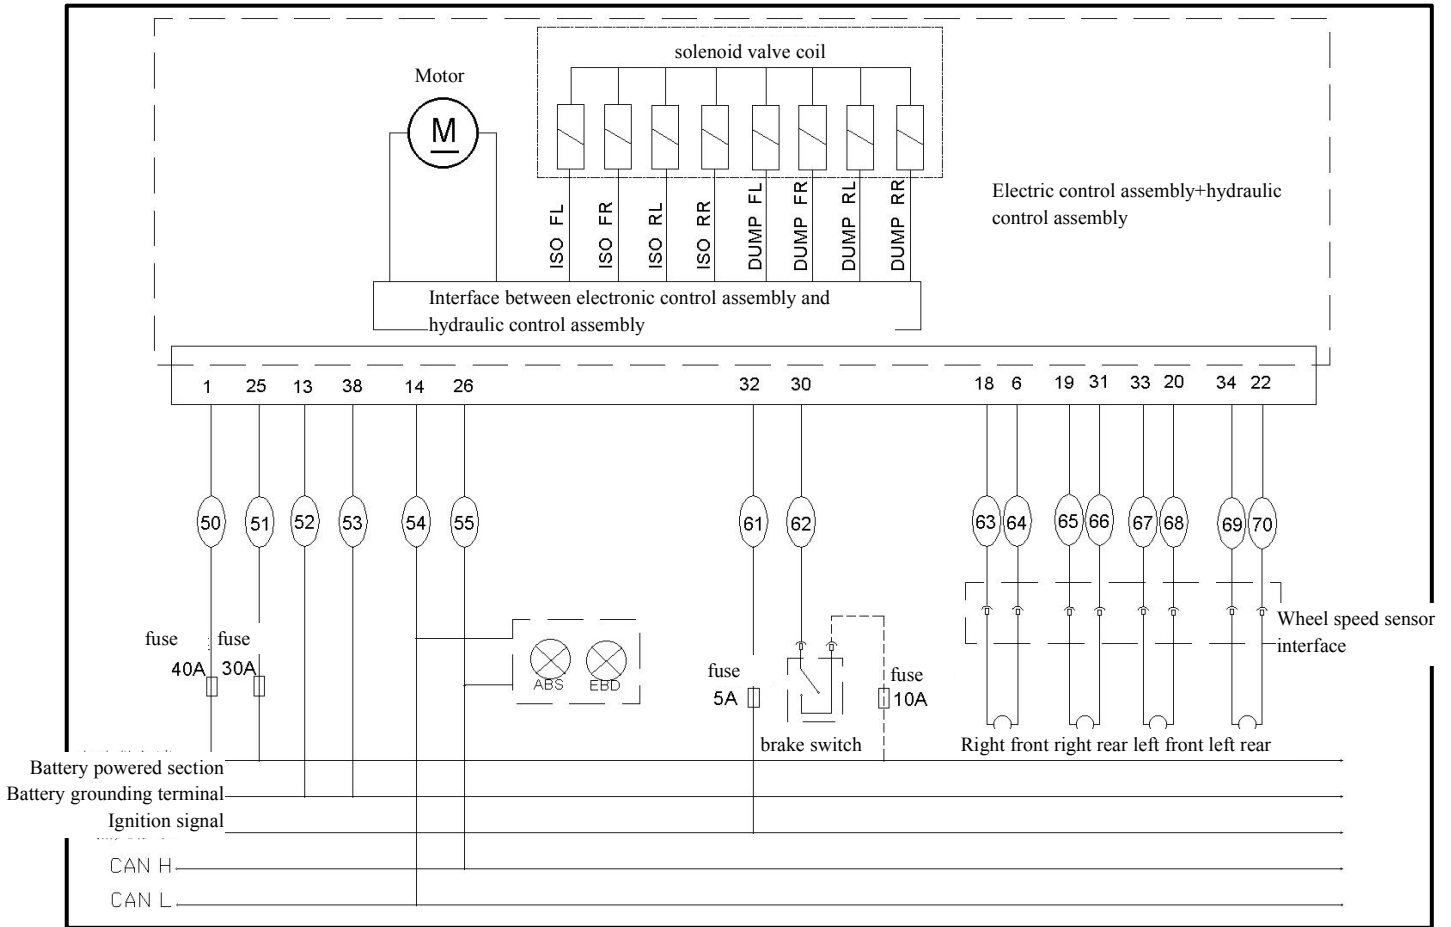 solenoid valve coil
Motor
M
ISO FL
ISO FR
ISO RL
ISO RR
DUMP FL
DUMP FR
DUMP RL
DUMP RR
Electric control assembly+hydraulic
control assembly
Interface between electronic control assembly and
hydraulic control assembly
1 25 13 38 14 26 32 30 18 6 19 31 33 20 34 22
50 51 52 53 54 55 61 62 63 64 65 66 67 68 69 70
fuse
40A
fuse
30A
ABS EBD
fuse
5A
brake switch
fuse
10A
Wheel speed sensor
interface
Right front right rear left front left rear
Battery powered section
Battery grounding terminal
Ignition signal
CAN H
CAN L